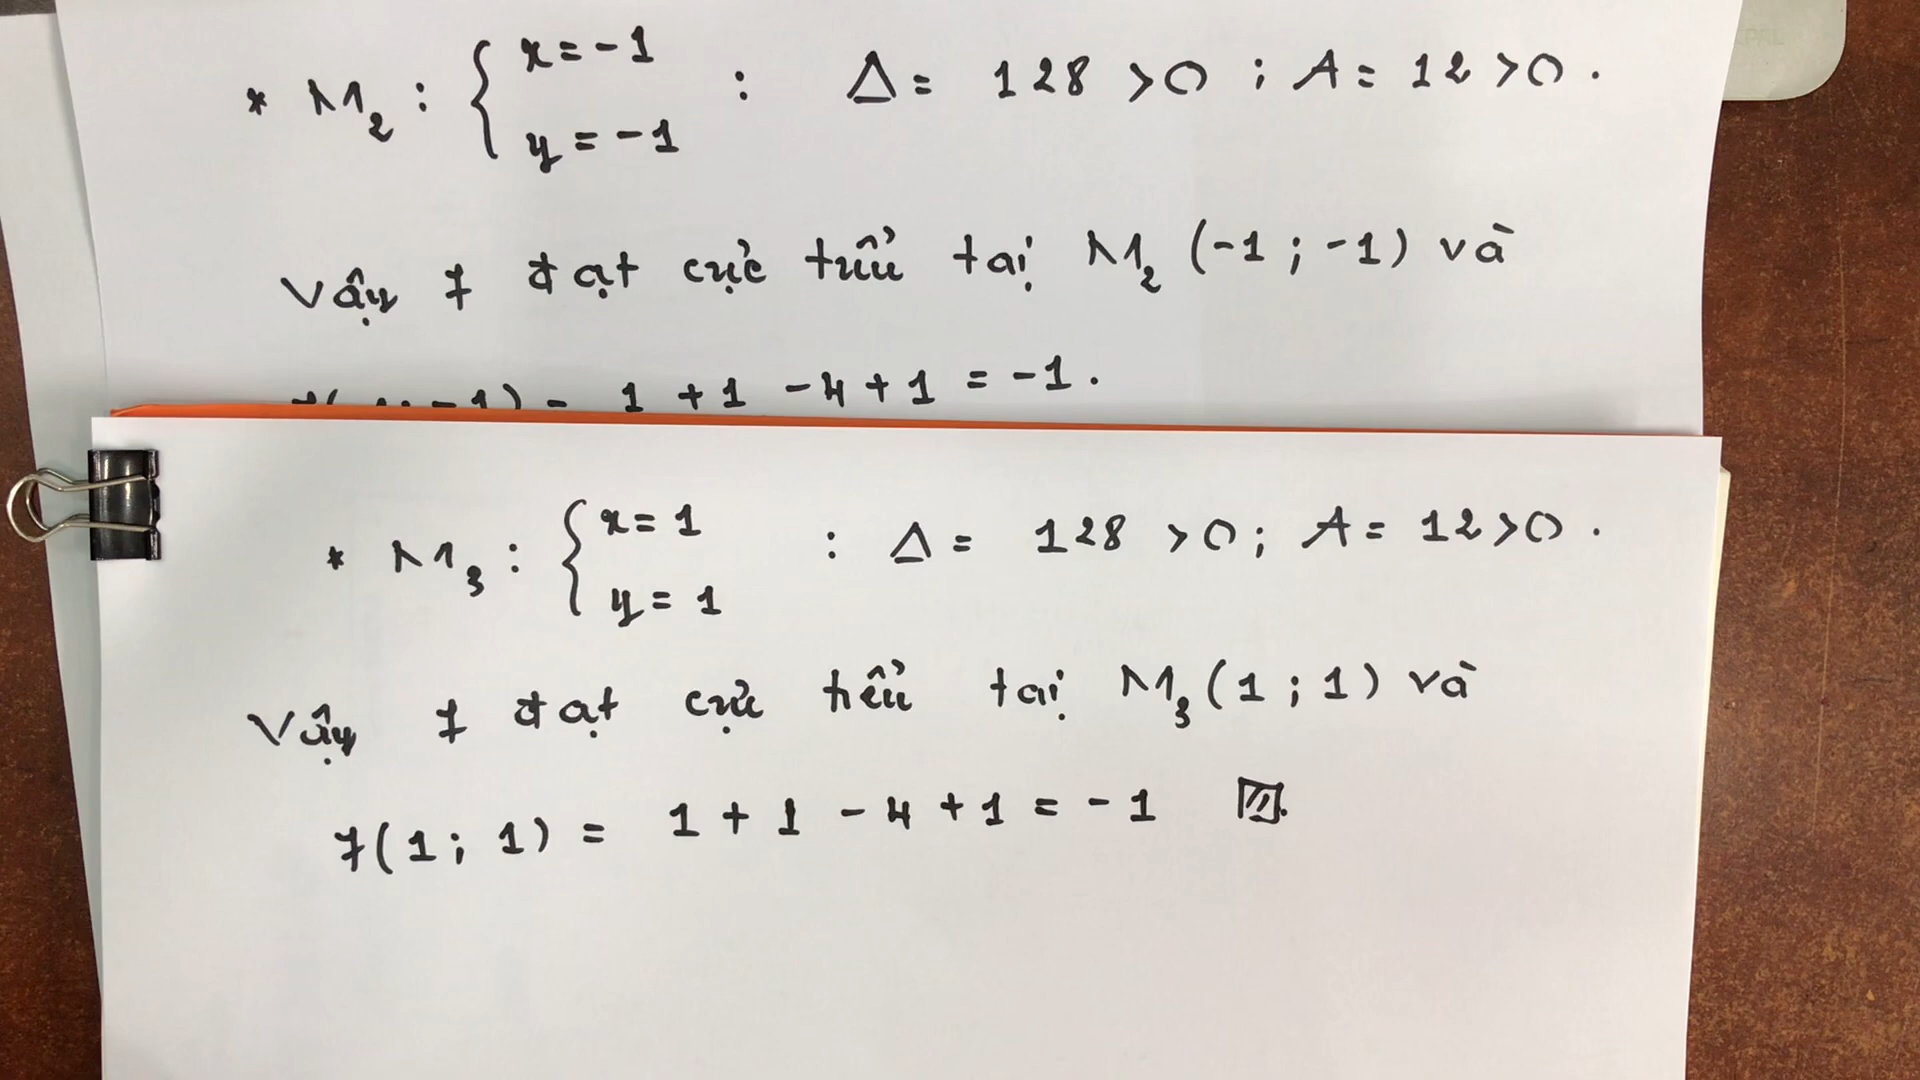 * M₂ : { x = -1
y = -1 : Δ = 128 > 0 ; A = 12 > 0 .
Vậy f đạt cực tiểu tại M₂ (-1 ; -1) và
-1) = 1 + 1 - 4 + 1 = -1 .
* M₃ : { x = 1
y = 1 : Δ = 128 > 0 ; A = 12 > 0 .
Vậy f đạt cực tiểu tại M₃ (1 ; 1) và
f(1 ; 1) = 1 + 1 - 4 + 1 = -1